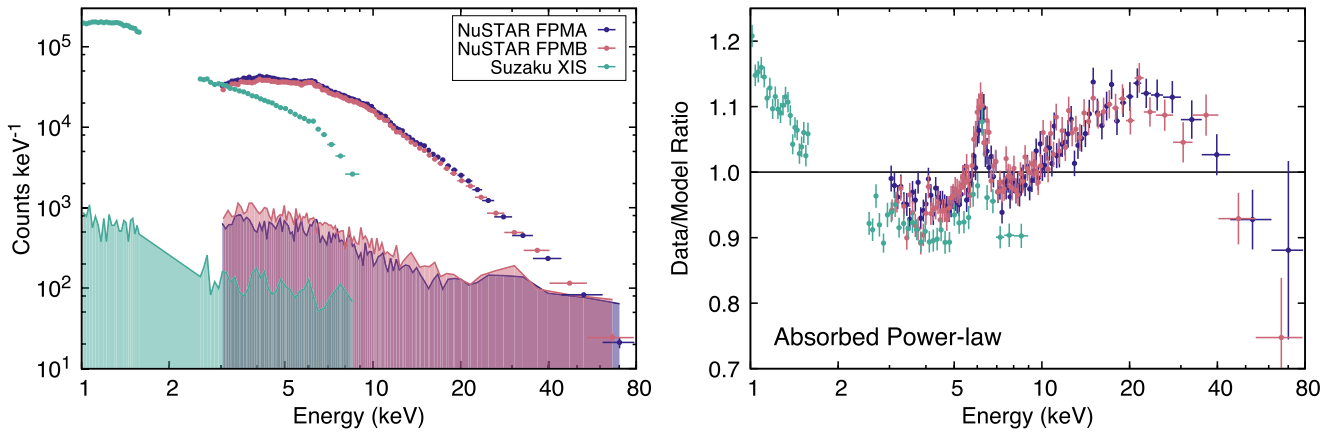 Counts keV-1
10^5
10^4
10^3
10^2
10^1
NuSTAR FPMA
NuSTAR FPMB
Suzaku XIS
1 2 5 10 20 40 80
Energy (keV)
Data/Model Ratio
1.2
1.1
1.0
0.9
0.8
0.7
Absorbed Power-law
1 2 5 10 20 40 80
Energy (keV)